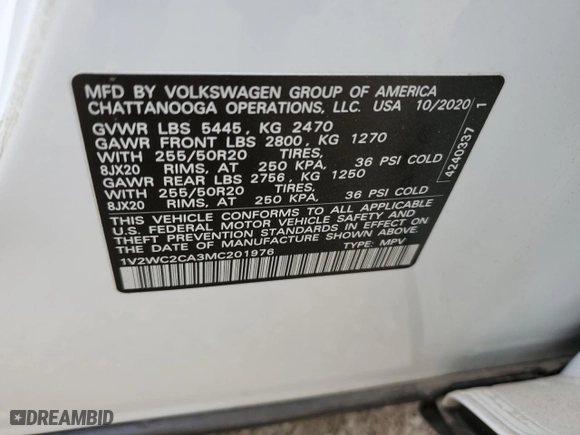 MFD BY VOLKSWAGEN GROUP OF AMERICA
CHATTANOOGA OPERATIONS, LLC. USA 10/2020
GVWR LBS 5445, KG 2470
GAWR FRONT LBS 2800, KG 1270
WITH 255/50R20 TIRES,
8JX20 RIMS, AT 250 KPA, 36 PSI COLD
GAWR REAR LBS 2756, KG 1250
WITH 255/50R20 TIRES,
8JX20 RIMS, AT 250 KPA, 36 PSI COLD
THIS VEHICLE CONFORMS TO ALL APPLICABLE
U.S. FEDERAL MOTOR VEHICLE SAFETY AND
THEFT PREVENTION STANDARDS IN EFFECT ON
THE DATE OF MANUFACTURE SHOWN ABOVE.
1V2WC2CA3MC201976 TYPE: MPV
4240337 1
DREAMBID